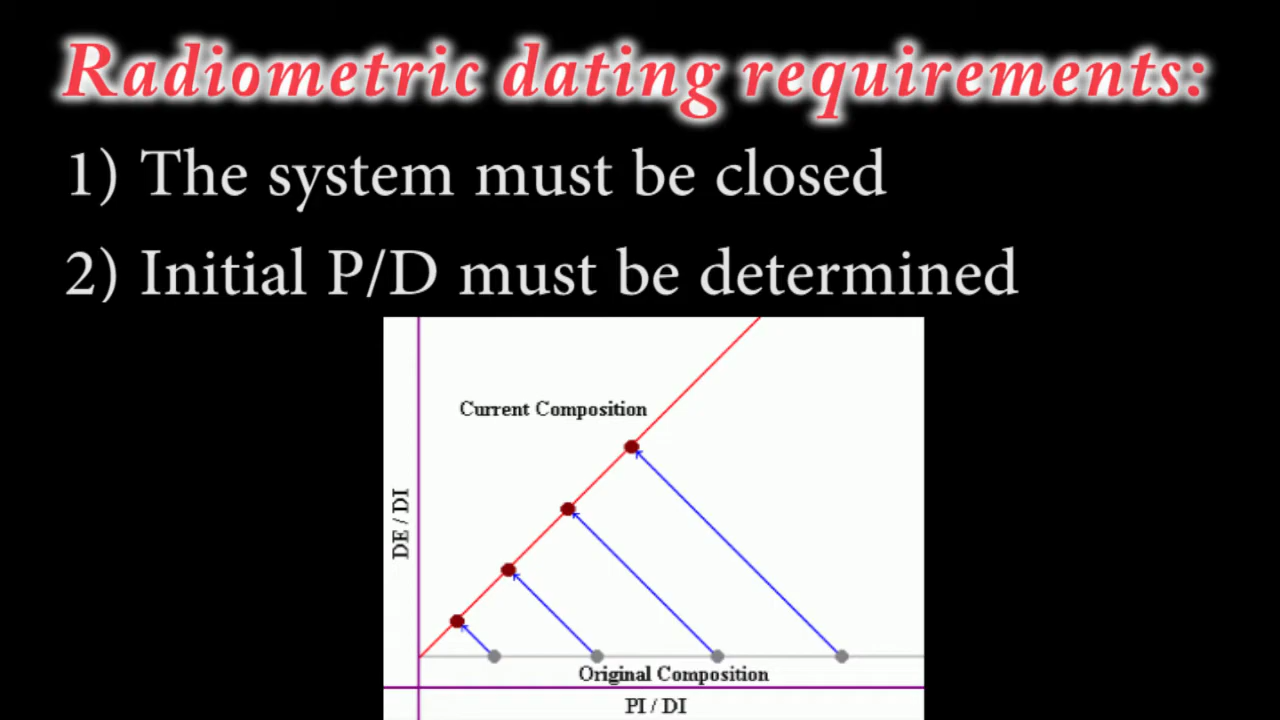 Radiometric dating requirements:
1) The system must be closed
2) Initial P/D must be determined
Current Composition
DE / DI
Original Composition
PI / DI